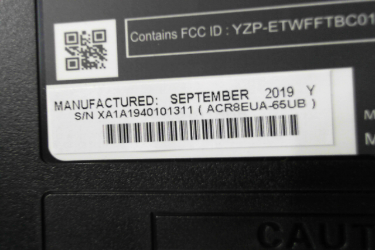 Contains FCC ID : YZP-ETWFFTBC01
MANUFACTURED: SEPTEMBER 2019 Y
S/N XA1A1940101311 ( ACR8EUA-65UB )
M
M
CAUT